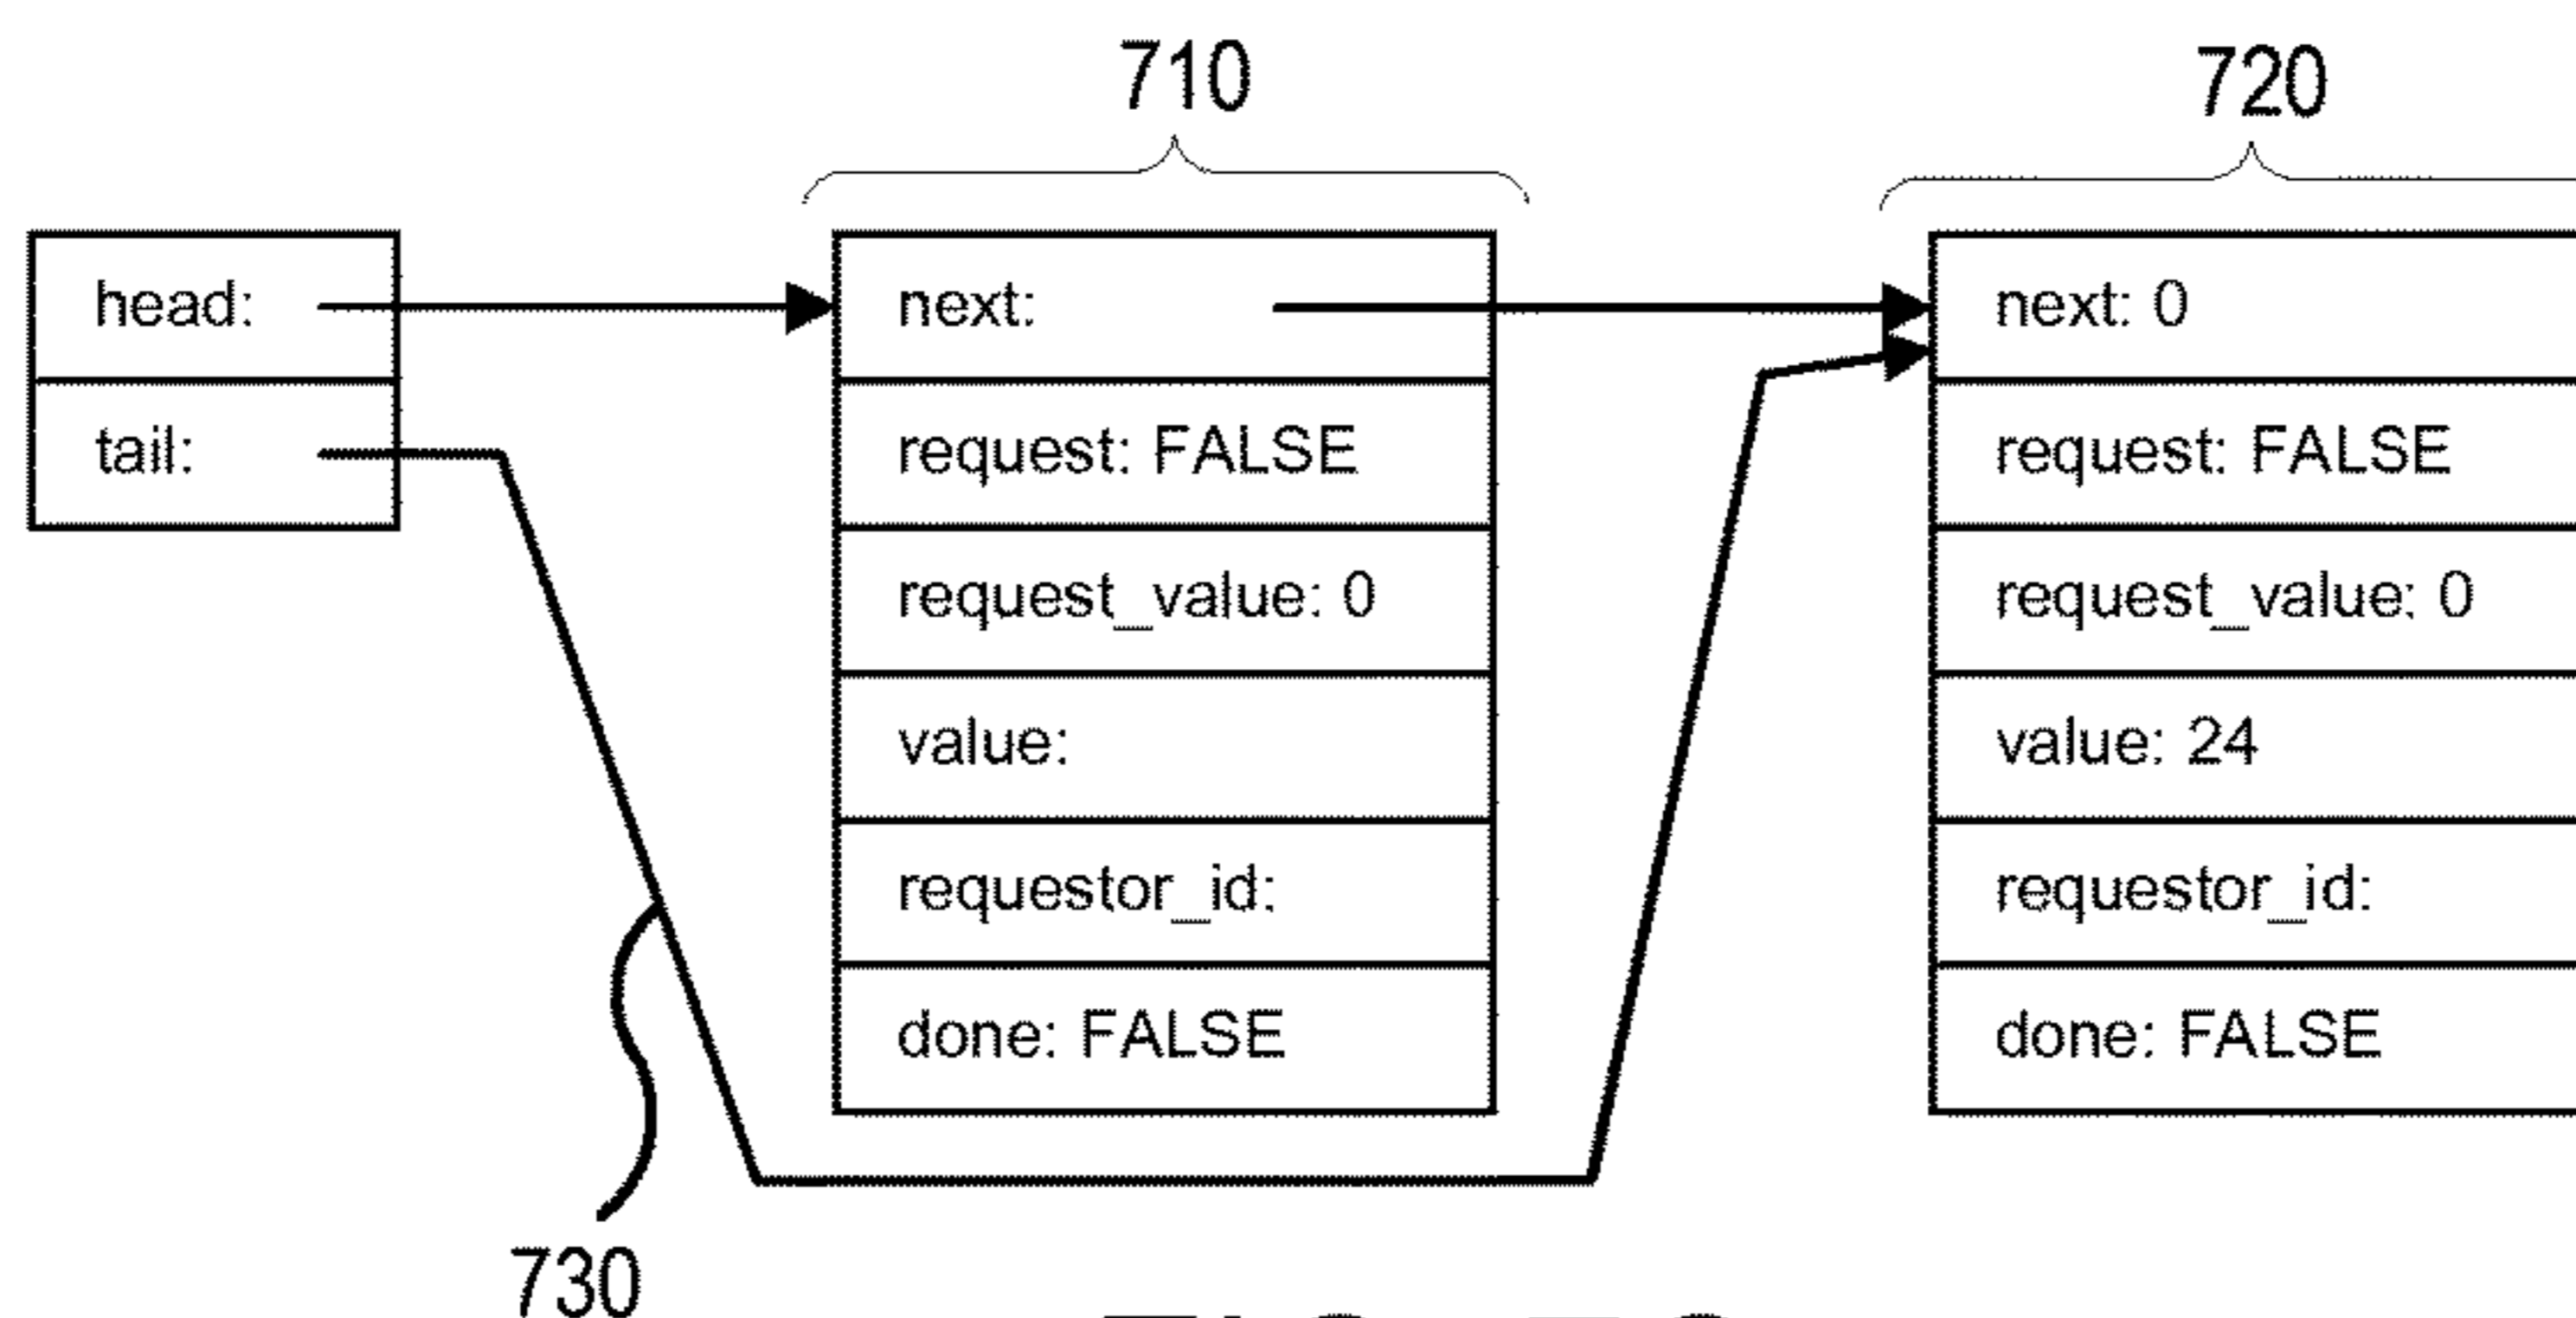 710
720
head:
tail:
next:
request: FALSE
request_value: 0
value:
requestor_id:
done: FALSE
next: 0
request: FALSE
request_value: 0
value: 24
requestor_id:
done: FALSE
730